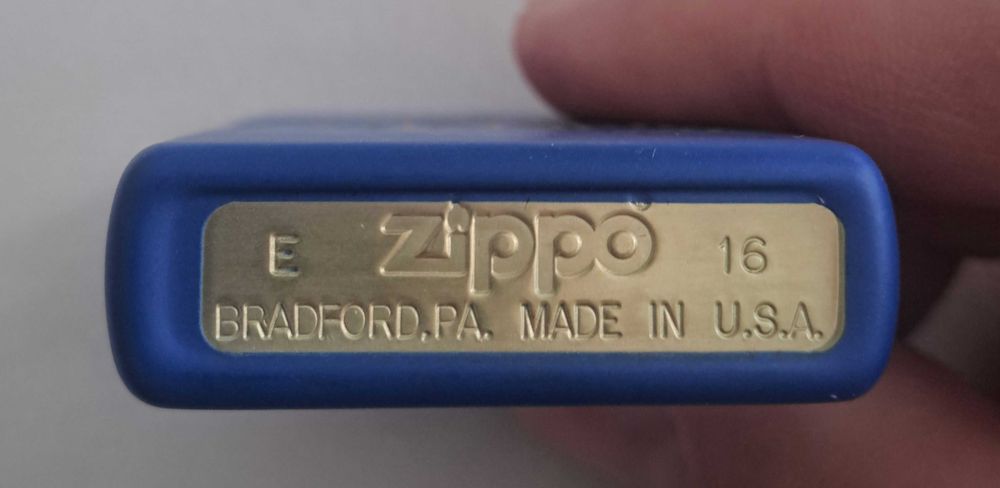 E Zippo® 16
BRADFORD, PA. MADE IN U.S.A.